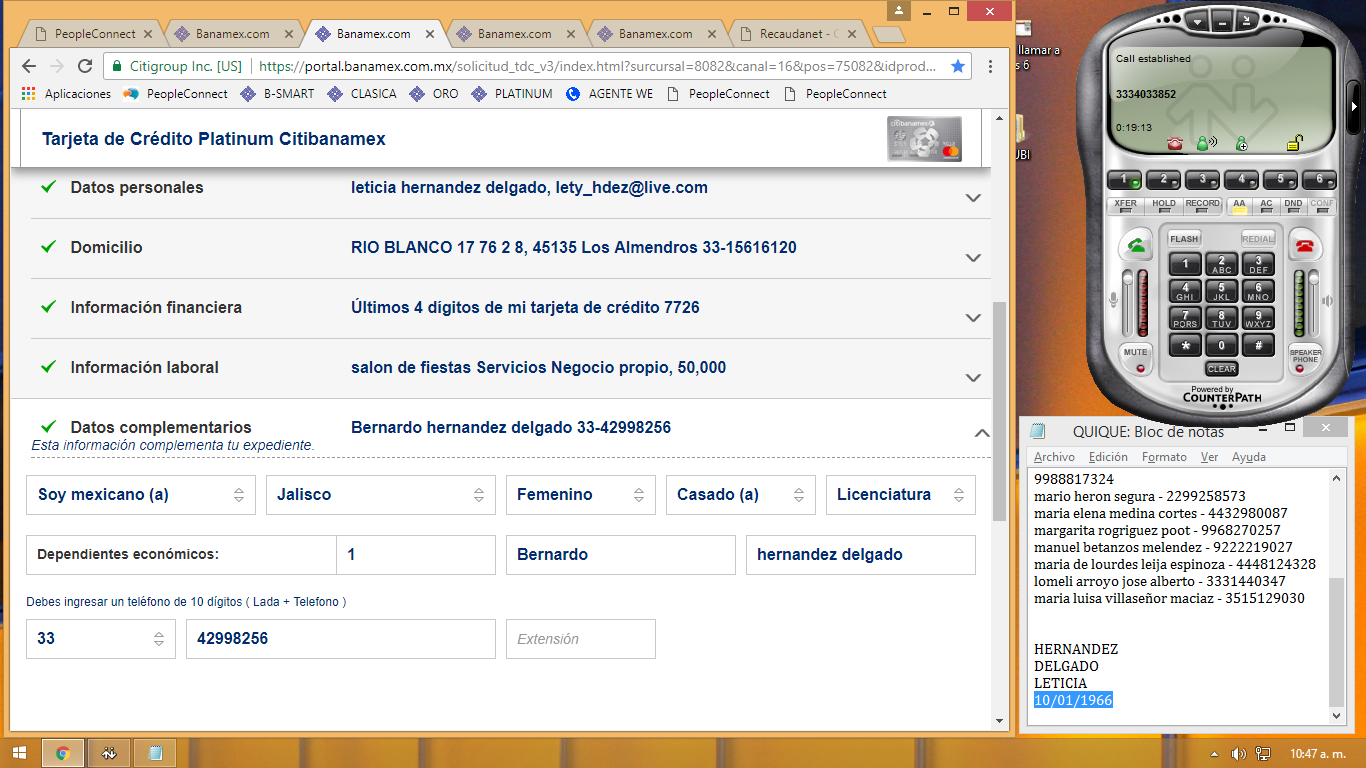 PeopleConnect
Banamex.com
Banamex.com
Banamex.com
Banamex.com
Recaudanet - C
Citigroup Inc. [US]
https://portal.banamex.com.mx/solicitud_tdc_v3/index.html?surcursal=8082&canal=16&pos=75082&idprod...
Aplicaciones
PeopleConnect
B-SMART
CLASICA
ORO
PLATINUM
AGENTE WE
PeopleConnect
PeopleConnect
Tarjeta de Crédito Platinum Citibanamex
citibanamex
Datos personales
leticia hernandez delgado, lety_hdez@live.com
Domicilio
RIO BLANCO 17 76 2 8, 45135 Los Almendros 33-15616120
Información financiera
Últimos 4 dígitos de mi tarjeta de crédito 7726
Información laboral
salon de fiestas Servicios Negocio propio, 50,000
Datos complementarios
Bernardo hernandez delgado 33-42998256
Esta información complementa tu expediente.
Soy mexicano (a)
Jalisco
Femenino
Casado (a)
Licenciatura
Dependientes económicos:
1
Bernardo
hernandez delgado
Debes ingresar un teléfono de 10 dígitos ( Lada + Telefono )
33
42998256
Extensión
llamar a
s 6
UBI
Call established
3334033852
0:19:13
1 2 3 4 5 6
XFER HOLD RECORD AA AC DND CONF
FLASH
REDIAL
1
2 ABC
3 DEF
4 GHI
5 JKL
6 MNO
7 PQRS
8 TUV
9 WXYZ
* 0 #
MUTE
CLEAR
SPEAKER PHONE
Powered by
COUNTERPATH
QUIQUE: Bloc de notas
Archivo Edición Formato Ver Ayuda
9988817324
mario heron segura - 2299258573
maria elena medina cortes - 4432980087
margarita rogriguez poot - 9968270257
manuel betanzos melendez - 9222219027
maria de lourdes leija espinoza - 4448124328
lomeli arroyo jose alberto - 3331440347
maria luisa villaseñor maciaz - 3515129030
HERNANDEZ
DELGADO
LETICIA
10/01/1966
10:47 a. m.